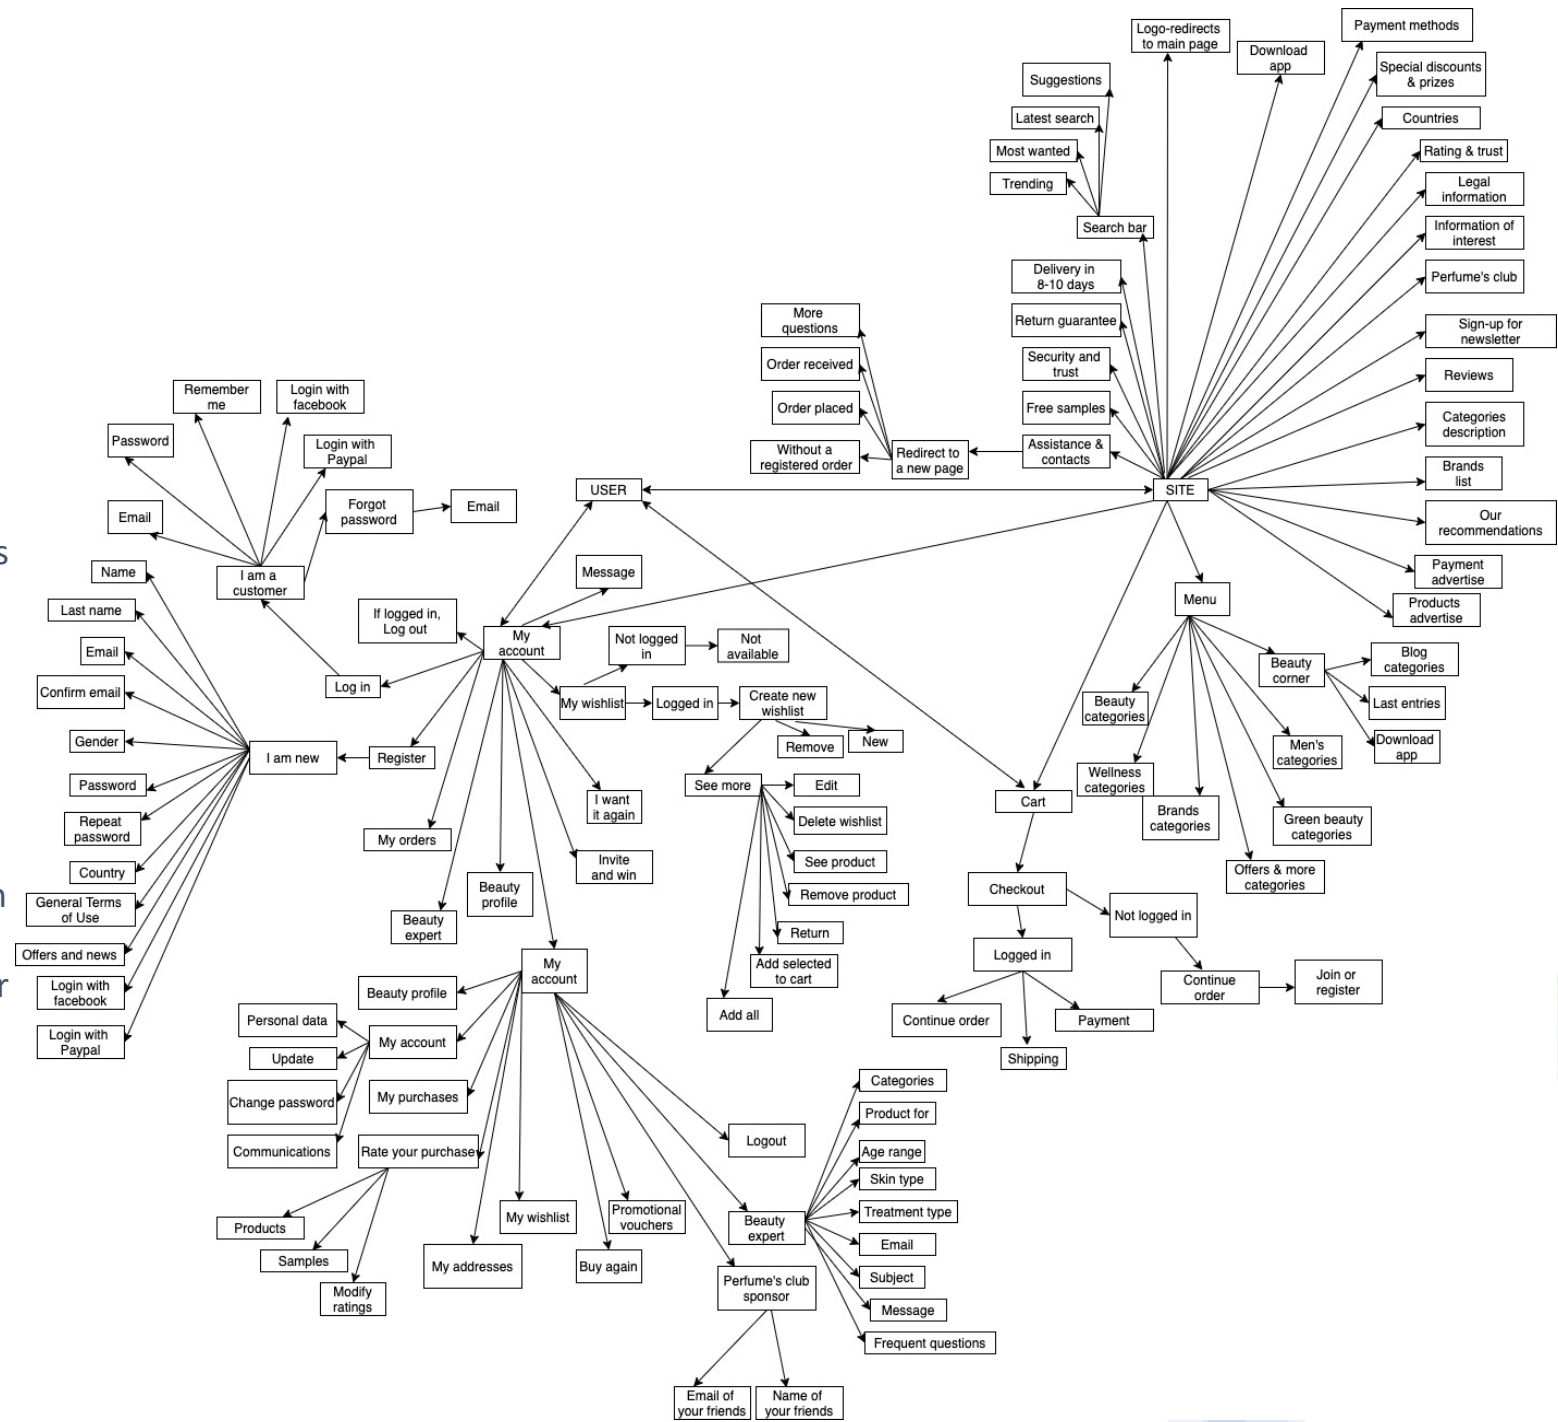 Logo-redirects
to main page
Download
app
Payment methods
Special discounts
& prizes
Countries
Rating & trust
Legal
information
Information of
interest
Perfume's club
Sign-up for
newsletter
Reviews
Categories
description
Brands
list
Our
recommendations
Payment
advertise
Products
advertise
Suggestions
Latest search
Most wanted
Trending
Search bar
Delivery in
8-10 days
Return guarantee
Security and
trust
Free samples
Assistance &
contacts
Redirect to
a new page
More
questions
Order received
Order placed
Without a
registered order
USER
SITE
Remember
me
Login with
facebook
Password
Login with
Paypal
Email
Forgot
password
Email
I am a
customer
s
Name
Last name
Email
Confirm email
Gender
Password
Repeat
password
Country
General Terms
of Use
Offers and news
Login with
facebook
Login with
Paypal
n
r
I am new
Register
Log in
If logged in,
Log out
My
account
Message
Not logged
in
Not
available
My wishlist
Logged in
Create new
wishlist
Remove
New
See more
Edit
Delete wishlist
See product
Remove product
Return
Add selected
to cart
Add all
My orders
Beauty
expert
Beauty
profile
I want
it again
Invite
and win
My
account
Beauty profile
My account
Personal data
Update
Change password
Communications
My purchases
Rate your purchase
Products
Samples
Modify
ratings
My addresses
My wishlist
Buy again
Promotional
vouchers
Logout
Beauty
expert
Categories
Product for
Age range
Skin type
Treatment type
Email
Subject
Message
Frequent questions
Perfume's club
sponsor
Email of
your friends
Name of
your friends
Menu
Beauty
categories
Wellness
categories
Brands
categories
Offers & more
categories
Green beauty
categories
Men's
categories
Beauty
corner
Blog
categories
Last entries
Download
app
Cart
Checkout
Logged in
Not logged in
Continue order
Shipping
Payment
Continue
order
Join or
register